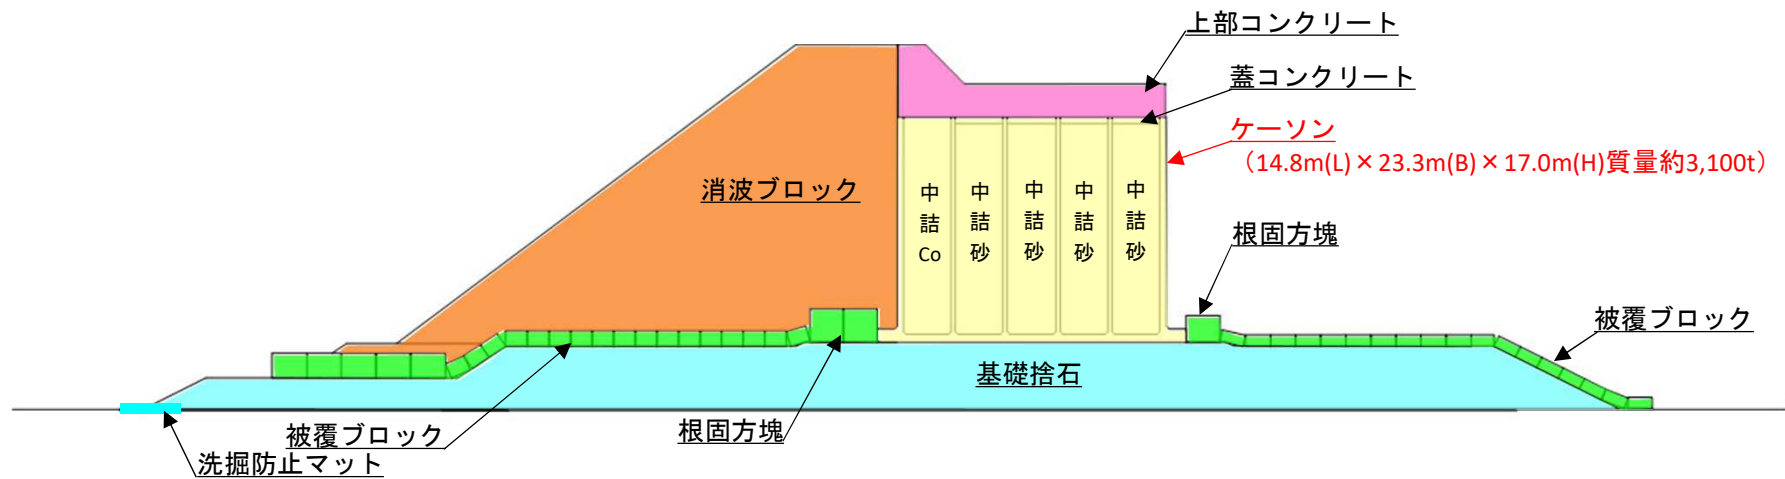 上部コンクリート
蓋コンクリート
ケーソン
（14.8m(L)×23.3m(B)×17.0m(H)質量約3,100t）
消波ブロック
中詰Co
中詰砂
中詰砂
中詰砂
中詰砂
根固方塊
被覆ブロック
基礎捨石
被覆ブロック
根固方塊
洗掘防止マット